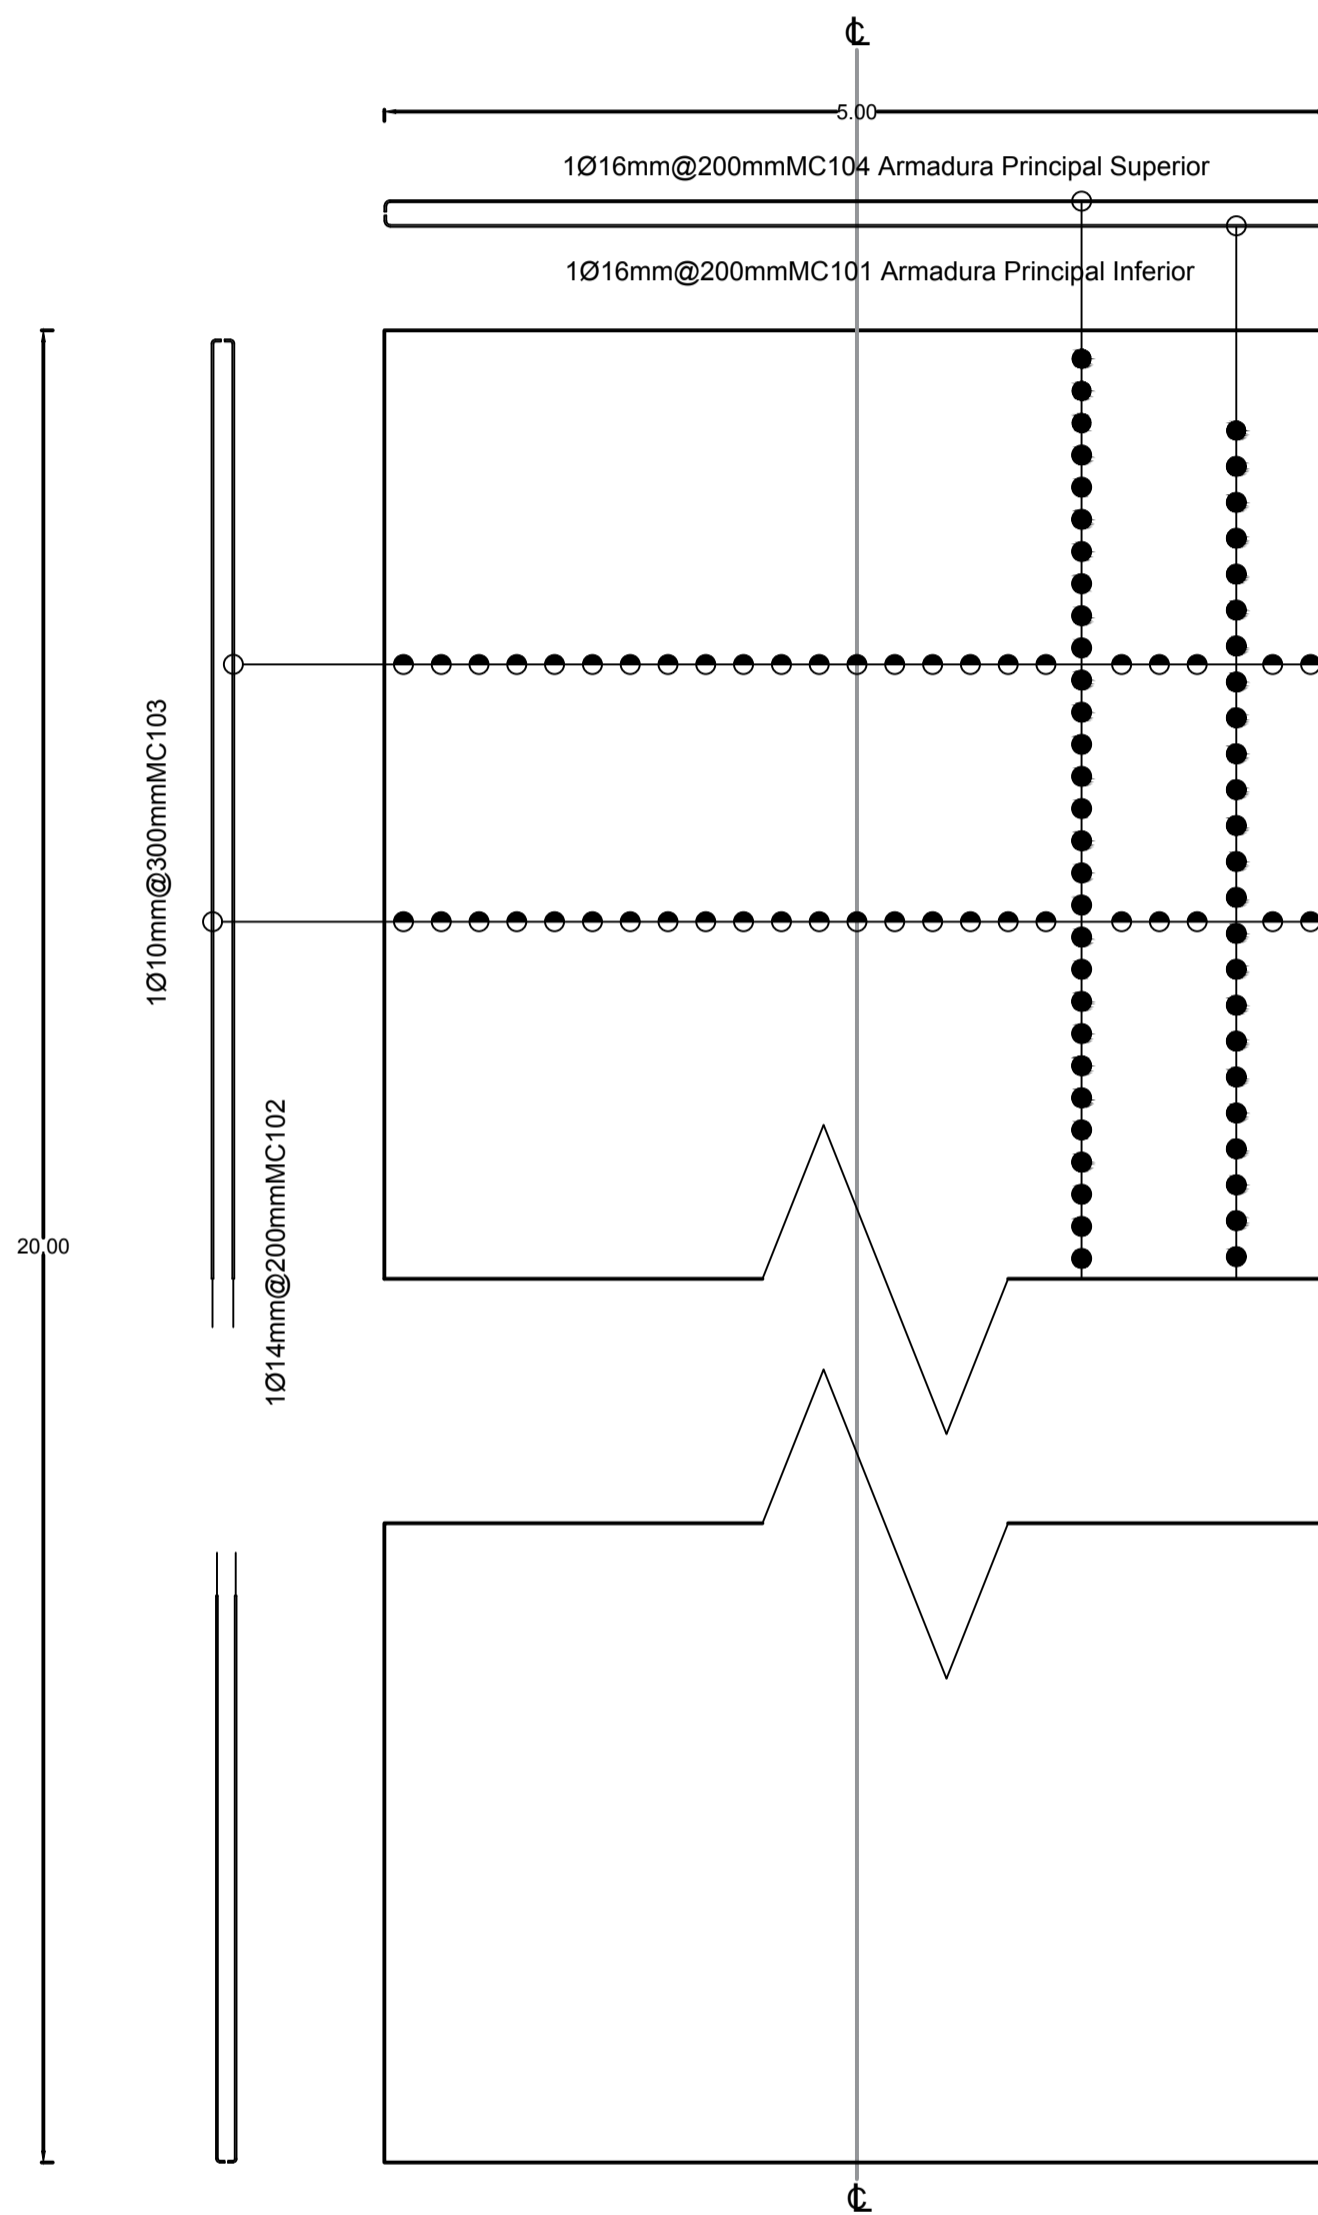 ℄
5.00
1Ø16mm@200mmMC104 Armadura Principal Superior
1Ø16mm@200mmMC101 Armadura Principal Inferior
1Ø10mm@300mmMC103
1Ø14mm@200mmMC102
20.00
℄